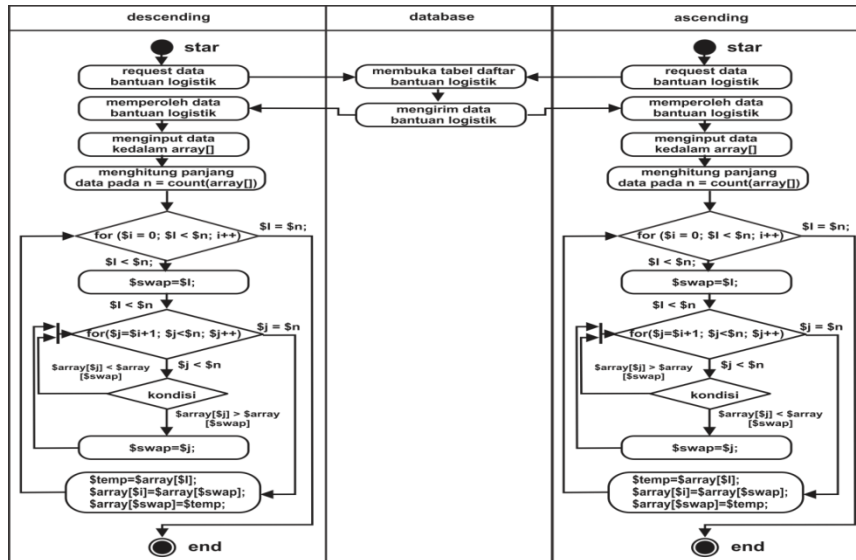 descending
database
ascending
star
request data
bantuan logistik
memperoleh data
bantuan logistik
menginput data
kedalam array[]
menghitung panjang
data pada n = count(array[])
for ($i = 0; $I < $n; i++)
$I = $n;
$I < $n;
$swap=$I;
$I < $n
for($j=$i+1; $j<$n; $j++)
$j = $n
$j < $n
$array[$j] < $array
[$swap]
kondisi
$array[$j] > $array
[$swap]
$swap=$j;
$temp=$array[$I];
$array[$i]=$array[$swap];
$array[$swap]=$temp;
end
membuka tabel daftar
bantuan logistik
mengirim data
bantuan logistik
star
request data
bantuan logistik
memperoleh data
bantuan logistik
menginput data
kedalam array[]
menghitung panjang
data pada n = count(array[])
for ($i = 0; $I < $n; i++)
$I = $n;
$I < $n;
$swap=$I;
$I < $n
for($j=$i+1; $j<$n; $j++)
$j = $n
$j < $n
$array[$j] > $array
[$swap]
kondisi
$array[$j] < $array
[$swap]
$swap=$j;
$temp=$array[$I];
$array[$i]=$array[$swap];
$array[$swap]=$temp;
end